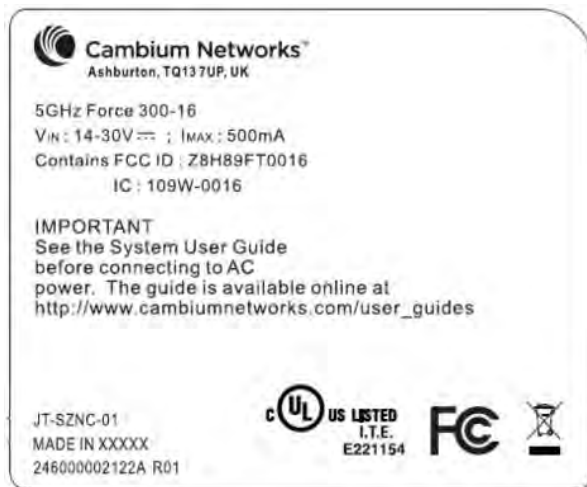 Cambium Networks™
Ashburton, TQ13 7UP, UK
5GHz Force 300-16
VIN : 14-30V⎓ ; IMAX : 500mA
Contains FCC ID : Z8H89FT0016
IC : 109W-0016
IMPORTANT
See the System User Guide
before connecting to AC
power. The guide is available online at
http://www.cambiumnetworks.com/user_guides
C UL US LISTED
I.T.E.
E221154
FC
JT-SZNC-01
MADE IN XXXXX
246000002122A R01